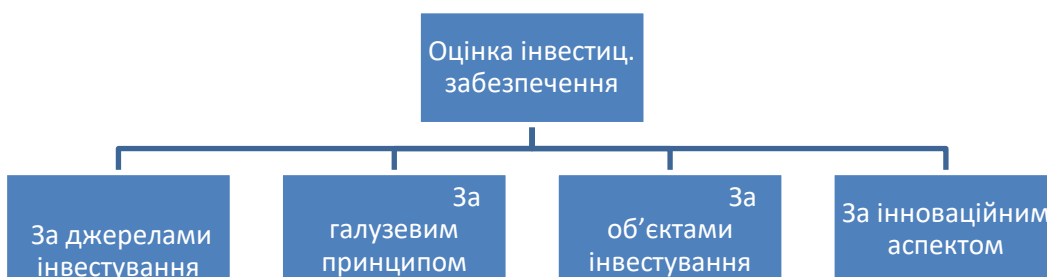 Оцінка інвестиц.
забезпечення
За джерелами
інвестування
За
галузевим
принципом
За
об’єктами
інвестування
За інноваційним
аспектом